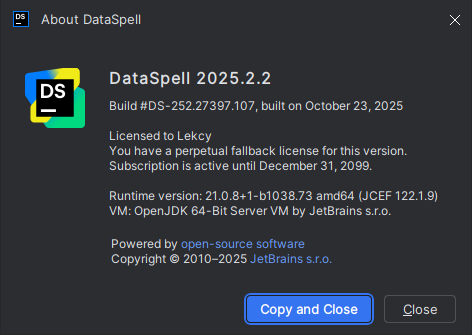 DS
About DataSpell
DS
DataSpell 2025.2.2
Build #DS-252.27397.107, built on October 23, 2025
Licensed to Lekcy
You have a perpetual fallback license for this version.
Subscription is active until December 31, 2099.
Runtime version: 21.0.8+1-b1038.73 amd64 (JCEF 122.1.9)
VM: OpenJDK 64-Bit Server VM by JetBrains s.r.o.
Powered by open-source software
Copyright © 2010–2025 JetBrains s.r.o.
Copy and Close
Close